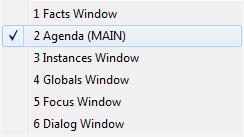 1 Facts Window
2 Agenda (MAIN)
3 Instances Window
4 Globals Window
5 Focus Window
6 Dialog Window